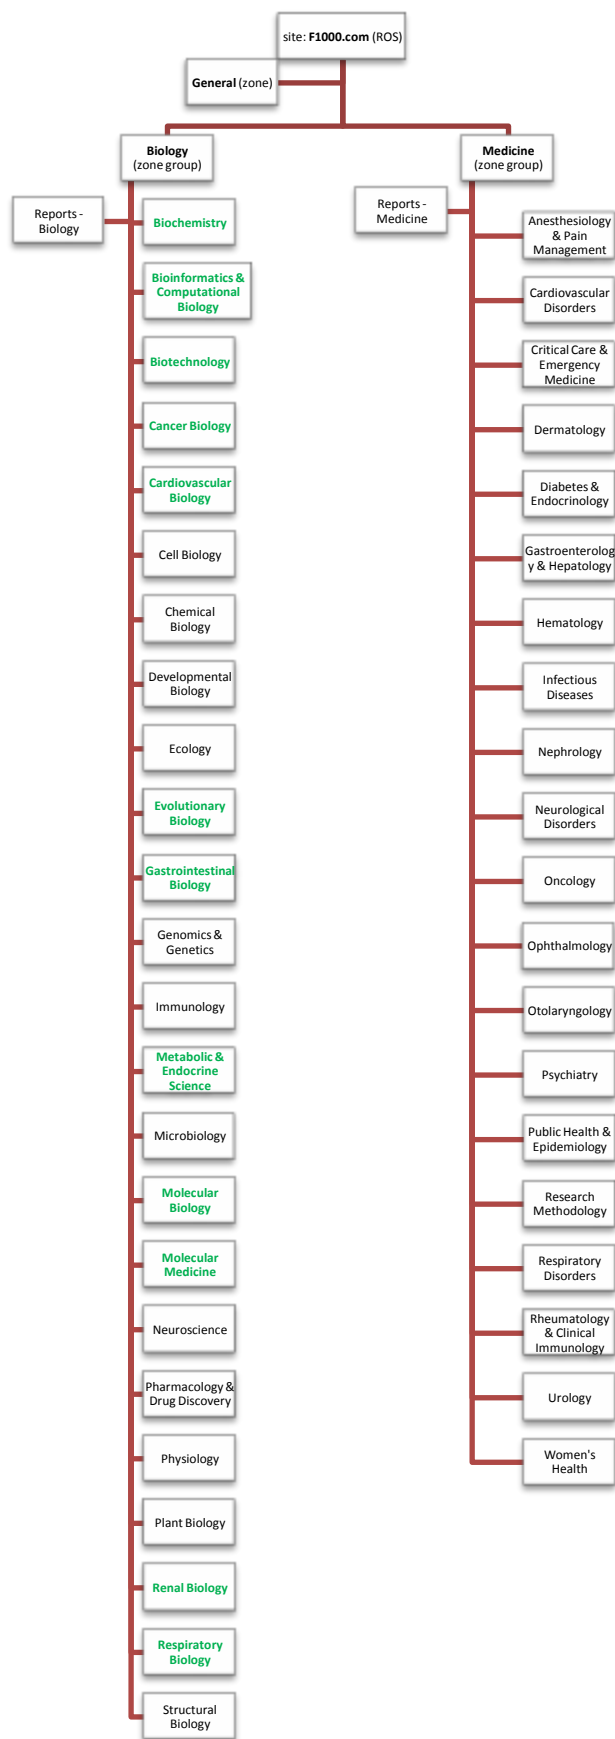 site: F1000.com (ROS)
General (zone)
Biology
(zone group)
Reports -
Biology
Biochemistry
Bioinformatics &
Computational
Biology
Biotechnology
Cancer Biology
Cardiovascular
Biology
Cell Biology
Chemical
Biology
Developmental
Biology
Ecology
Evolutionary
Biology
Gastrointestinal
Biology
Genomics &
Genetics
Immunology
Metabolic &
Endocrine
Science
Microbiology
Molecular
Biology
Molecular
Medicine
Neuroscience
Pharmacology &
Drug Discovery
Physiology
Plant Biology
Renal Biology
Respiratory
Biology
Structural
Biology
Medicine
(zone group)
Reports -
Medicine
Anesthesiology
& Pain
Management
Cardiovascular
Disorders
Critical Care &
Emergency
Medicine
Dermatology
Diabetes &
Endocrinology
Gastroenterolog
y & Hepatology
Hematology
Infectious
Diseases
Nephrology
Neurological
Disorders
Oncology
Ophthalmology
Otolaryngology
Psychiatry
Public Health &
Epidemiology
Research
Methodology
Respiratory
Disorders
Rheumatology
& Clinical
Immunology
Urology
Women's
Health